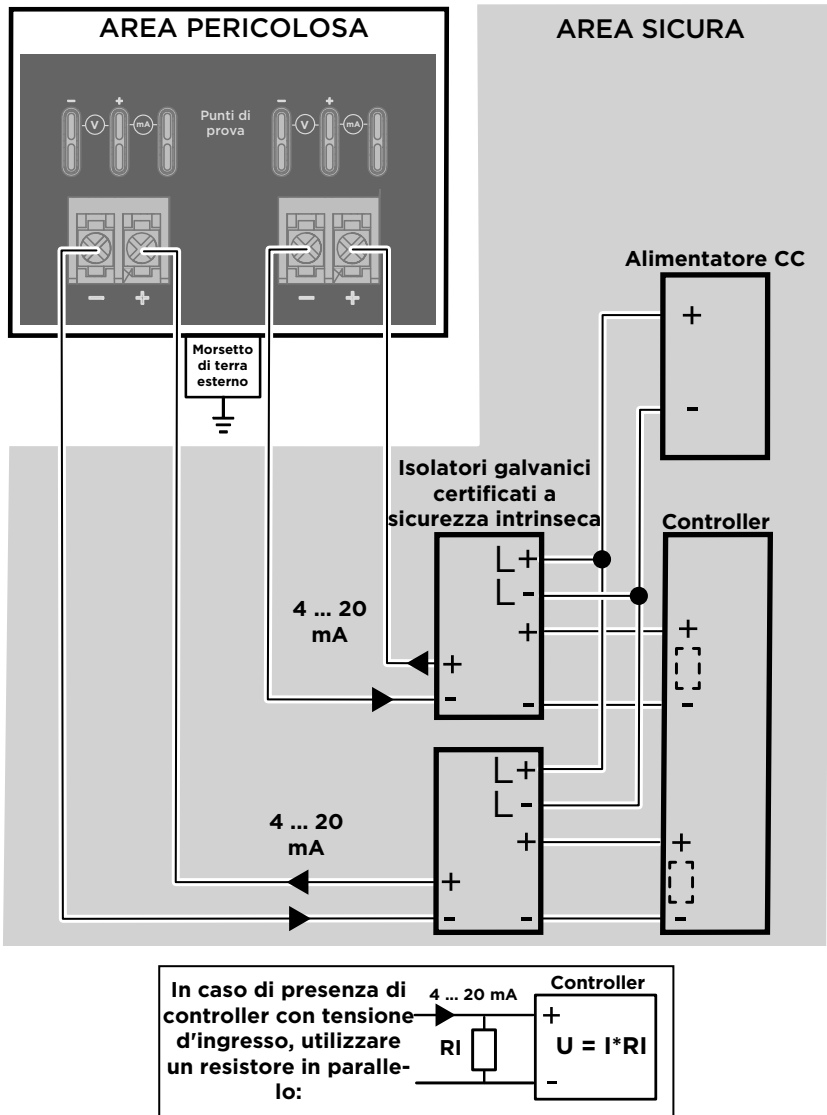 AREA PERICOLOSA
AREA SICURA
- +
- +
V mA
Punti di
prova
V mA
- +
- +
Morsetto
di terra
esterno
Alimentatore CC
+
-
Isolatori galvanici
certificati a
sicurezza intrinseca
Controller
L+
L-
+
+
-
-
+
-
4 ... 20
mA
L+
L-
+
+
-
-
+
-
4 ... 20
mA
In caso di presenza di
controller con tensione
d'ingresso, utilizzare
un resistore in paralle-
lo:
4 ... 20 mA
RI
Controller
+
U = I*RI
-